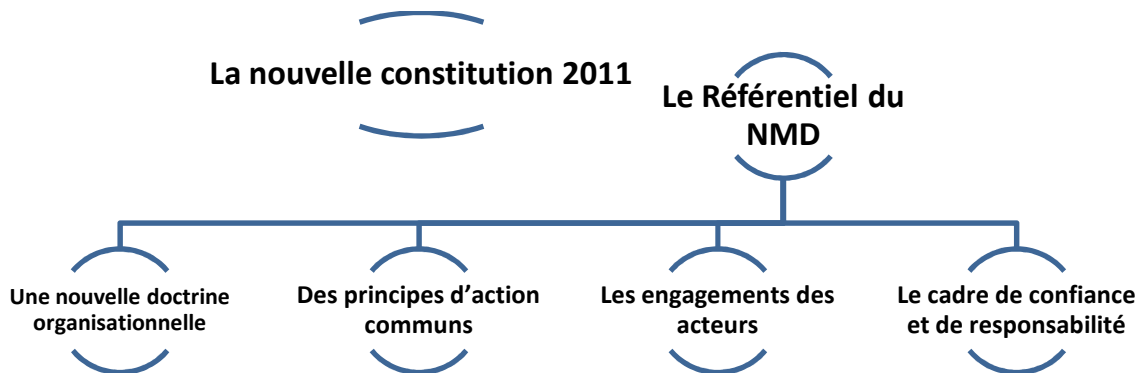 La nouvelle constitution 2011
Le Référentiel du
NMD
Une nouvelle doctrine
organisationnelle
Des principes d’action
communs
Les engagements des
acteurs
Le cadre de confiance
et de responsabilité